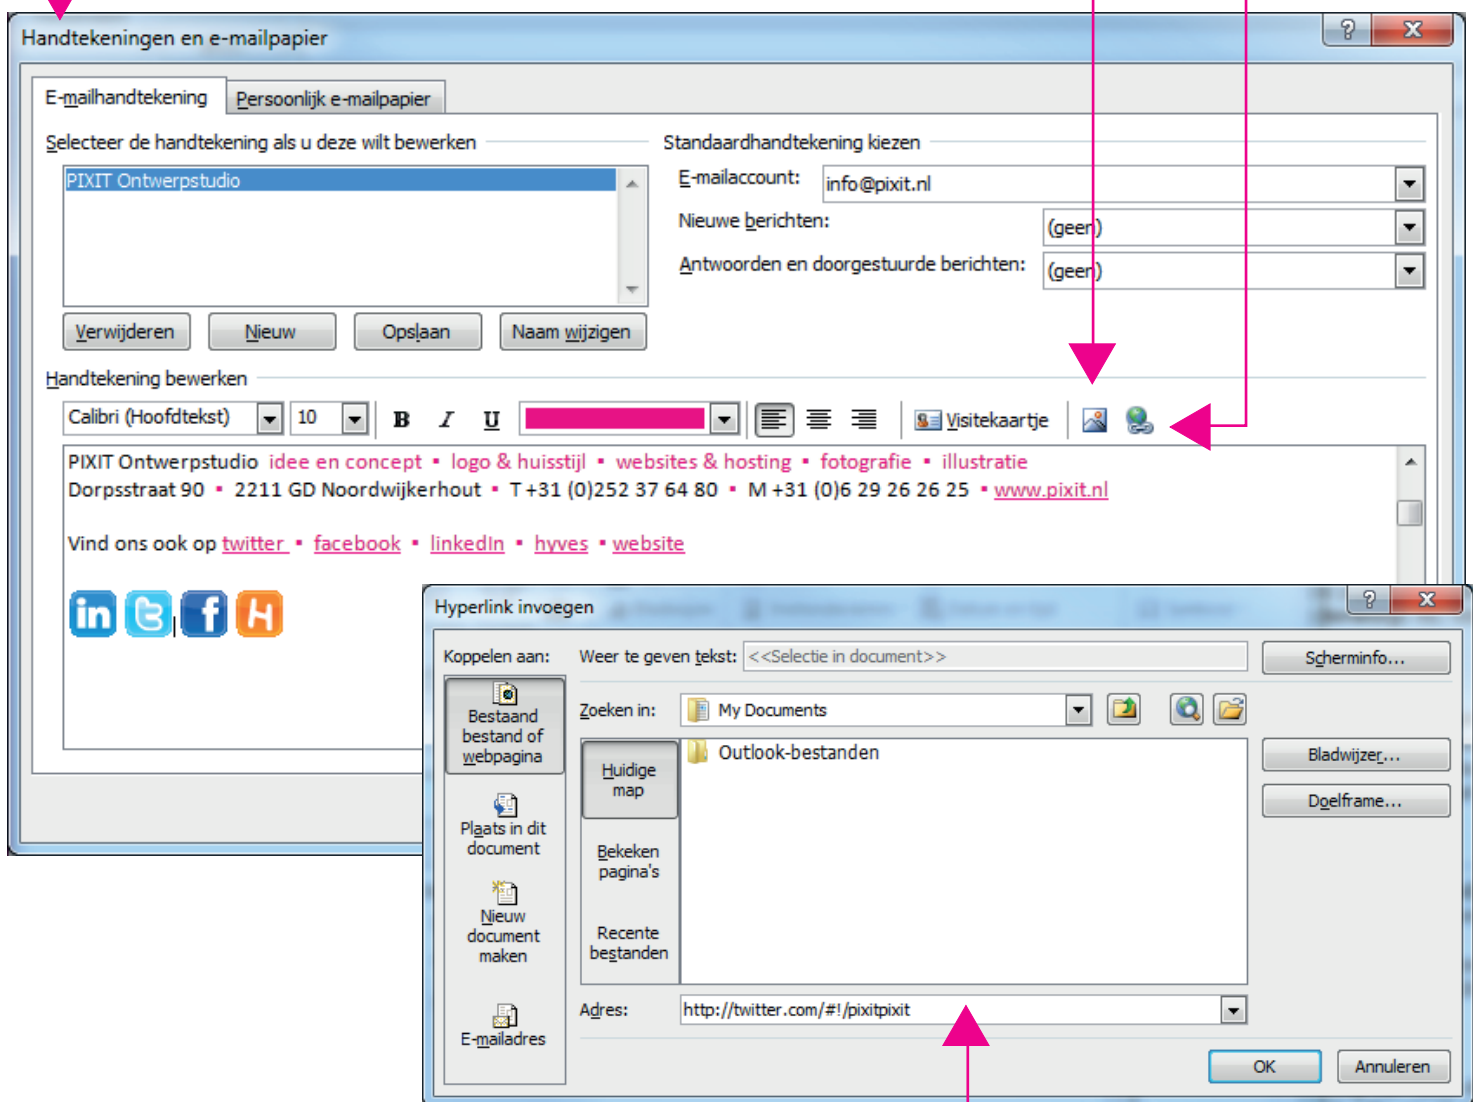 Handtekeningen en e-mailpapier
E-mailhandtekening
Persoonlijk e-mailpapier
Selecteer de handtekening als u deze wilt bewerken
PIXIT Ontwerpstudio
Verwijderen
Nieuw
Opslaan
Naam wijzigen
Standaardhandtekening kiezen
E-mailaccount: info@pixit.nl
Nieuwe berichten: (geen)
Antwoorden en doorgestuurde berichten: (geen)
Handtekening bewerken
Calibri (Hoofdtekst) 10 B I U Visitekaartje
PIXIT Ontwerpstudio idee en concept ▪ logo & huisstijl ▪ websites & hosting ▪ fotografie ▪ illustratie
Dorpsstraat 90 ▪ 2211 GD Noordwijkerhout ▪ T +31 (0)252 37 64 80 ▪ M +31 (0)6 29 26 26 25 ▪ www.pixit.nl
Vind ons ook op twitter ▪ facebook ▪ linkedIn ▪ hyves ▪ website
in t f H
Hyperlink invoegen
Koppelen aan:
Bestaand
bestand of
webpagina
Plaats in dit
document
Nieuw
document
maken
E-mailadres
Weer te geven tekst: <<Selectie in document>>
Scherminfo...
Zoeken in: My Documents
Huidige
map
Bekeken
pagina's
Recente
bestanden
Outlook-bestanden
Bladwijzer...
Doelframe...
Adres: http://twitter.com/#!/pixitpixit
OK
Annuleren